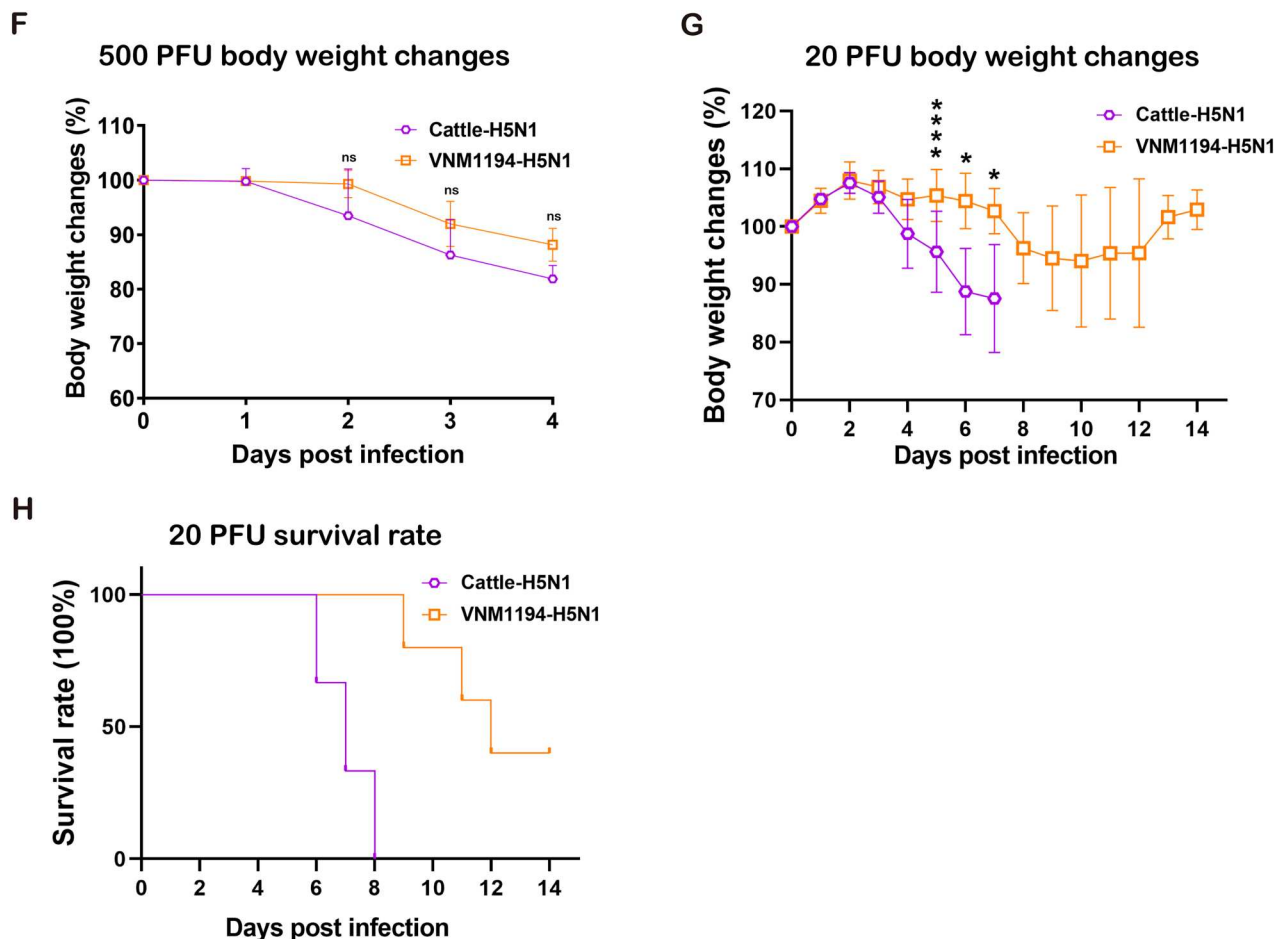 F
500 PFU body weight changes
Body weight changes (%)
110
100
90
80
70
60
Cattle-H5N1
VNM1194-H5N1
ns
ns
ns
0 1 2 3 4
Days post infection
G
20 PFU body weight changes
Body weight changes (%)
120
110
100
90
80
70
Cattle-H5N1
VNM1194-H5N1
****
*
*
0 2 4 6 8 10 12 14
Days post infection
H
20 PFU survival rate
Survival rate (100%)
100
50
0
Cattle-H5N1
VNM1194-H5N1
0 2 4 6 8 10 12 14
Days post infection